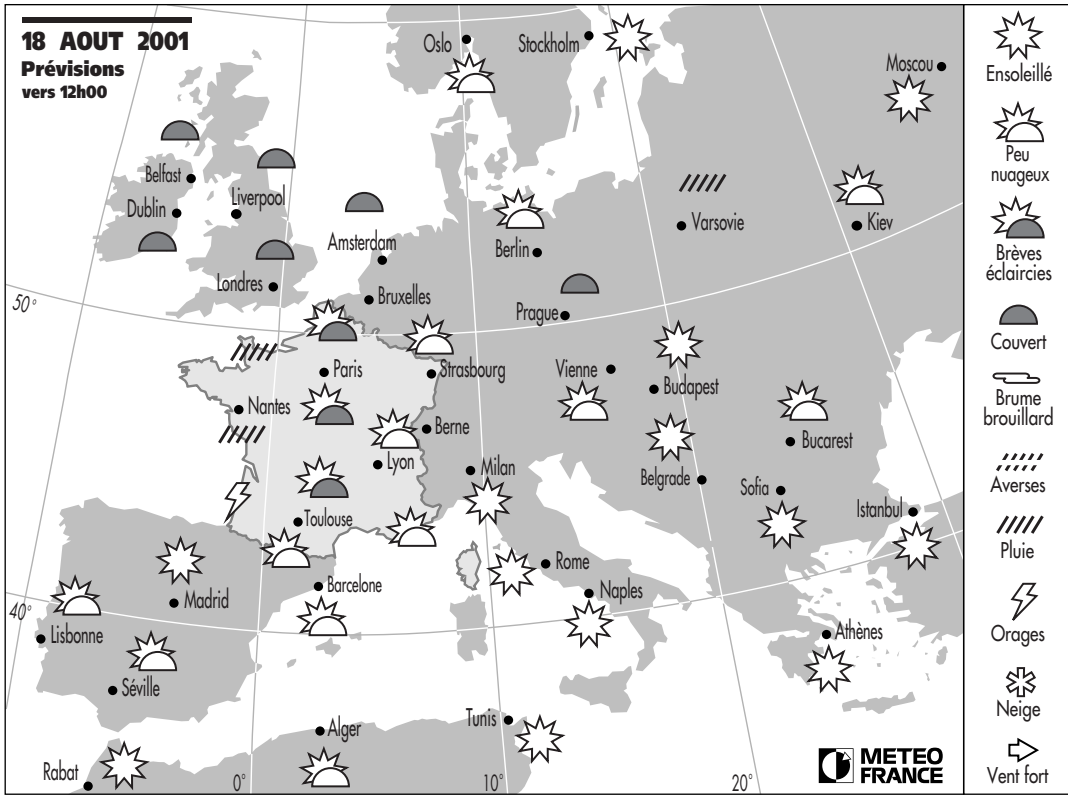 18 AOUT 2001
Prévisions
vers 12h00
Oslo
Stockholm
Moscou
Belfast
Dublin
Liverpool
Varsovie
Kiev
Amsterdam
Berlin
Londres
Bruxelles
Prague
50°
Paris
Strasbourg
Vienne
Budapest
Nantes
Berne
Bucarest
Lyon
Milan
Belgrade
Sofia
Istanbul
Toulouse
Rome
Barcelone
Naples
Madrid
40°
Lisbonne
Athènes
Séville
Tunis
Alger
Rabat
0°
10°
20°
METEO
FRANCE
Ensoleillé
Peu
nuageux
Brèves
éclaircies
Couvert
Brume
brouillard
Averses
Pluie
Orages
Neige
Vent fort